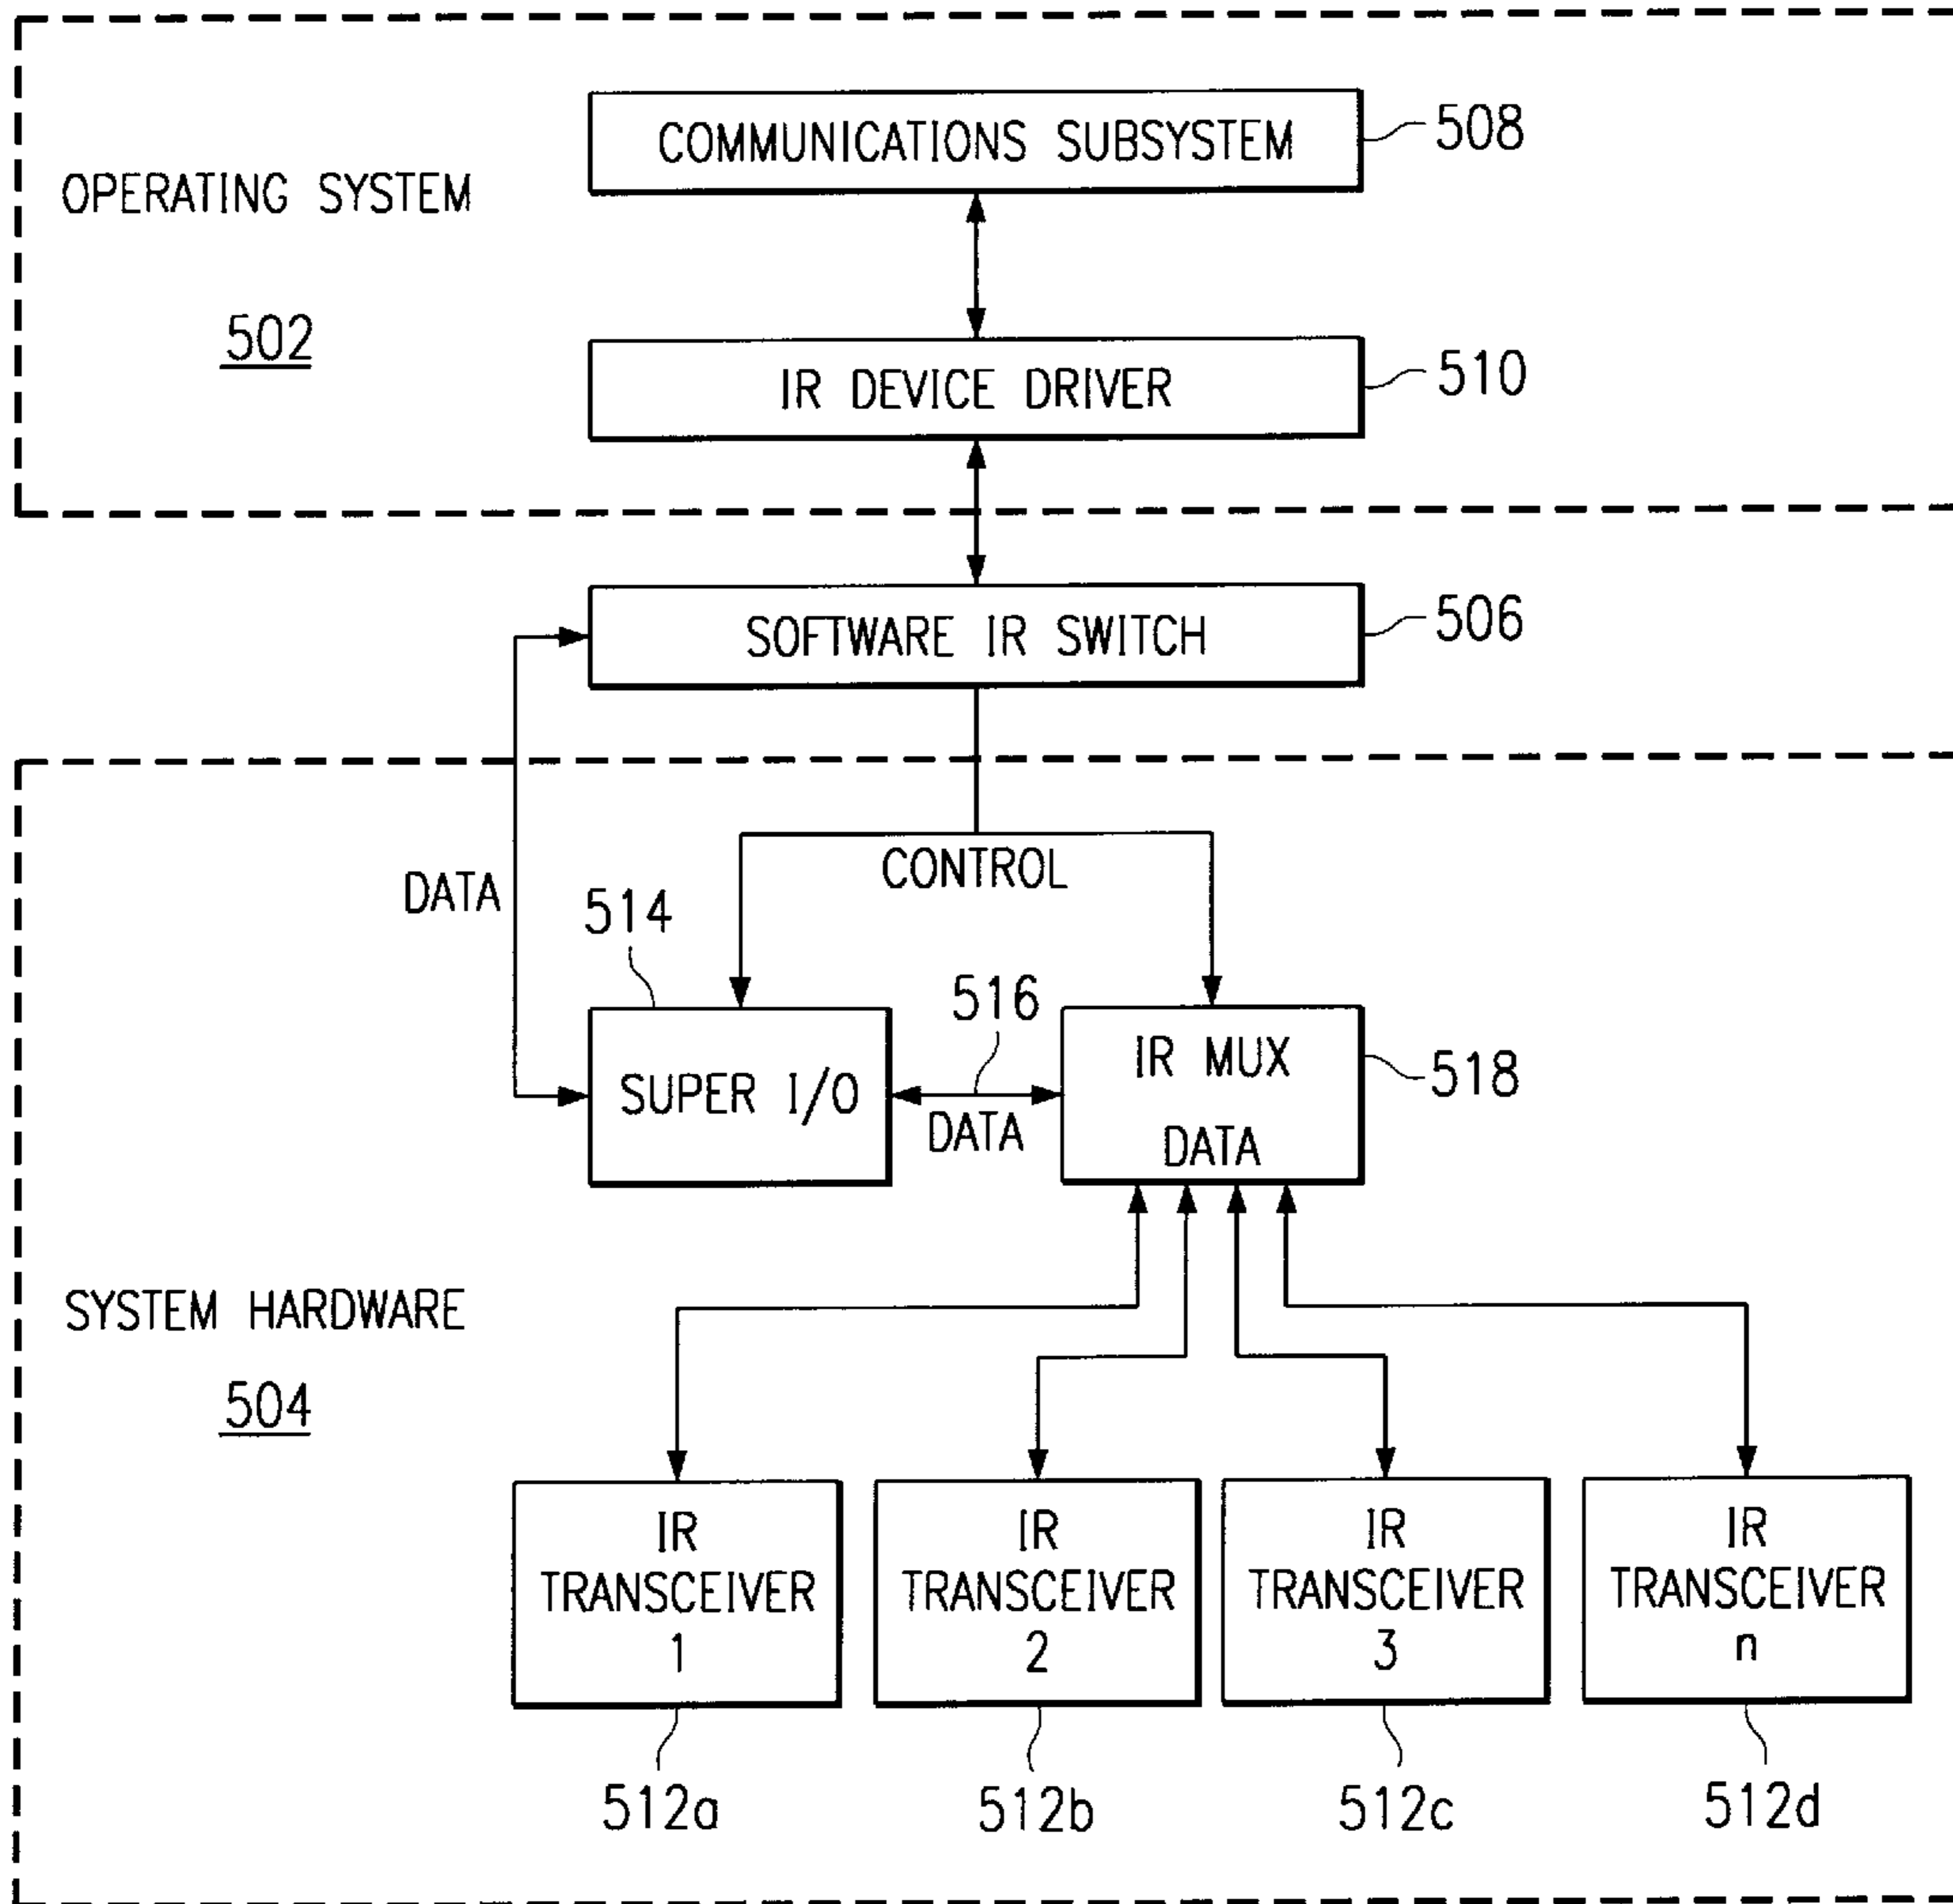 COMMUNICATIONS SUBSYSTEM
508
OPERATING SYSTEM
502
IR DEVICE DRIVER
510
SOFTWARE IR SWITCH
506
CONTROL
DATA
514
516
SUPER I/O
DATA
IR MUX
DATA
518
SYSTEM HARDWARE
504
IR
TRANSCEIVER
1
IR
TRANSCEIVER
2
IR
TRANSCEIVER
3
IR
TRANSCEIVER
n
512a
512b
512c
512d